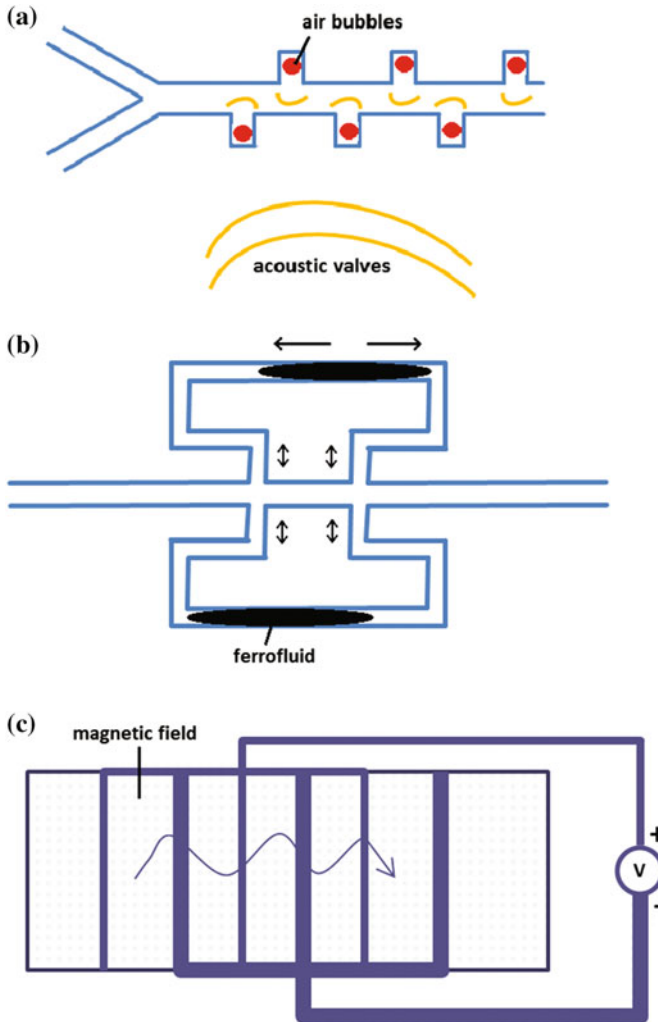 (a)
air bubbles
acoustic valves
(b)
ferrofluid
(c)
magnetic field
+
V
-